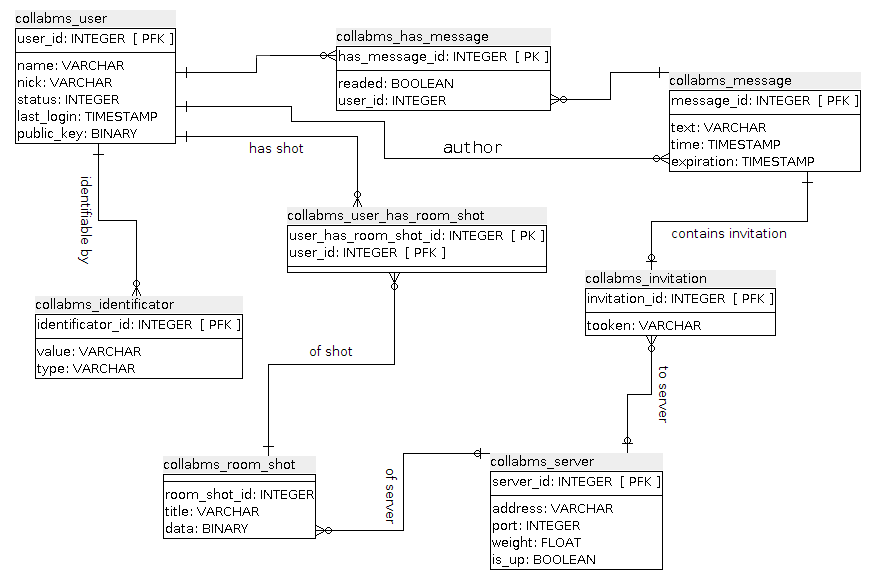 collabms_user
user_id: INTEGER [ PFK ]
name: VARCHAR
nick: VARCHAR
status: INTEGER
last_login: TIMESTAMP
public_key: BINARY
collabms_has_message
has_message_id: INTEGER [ PK ]
readed: BOOLEAN
user_id: INTEGER
collabms_message
message_id: INTEGER [ PFK ]
text: VARCHAR
time: TIMESTAMP
expiration: TIMESTAMP
has shot
author
identifiable by
collabms_user_has_room_shot
user_has_room_shot_id: INTEGER [ PK ]
user_id: INTEGER [ PFK ]
contains invitation
collabms_invitation
invitation_id: INTEGER [ PFK ]
tooken: VARCHAR
collabms_identificator
identificator_id: INTEGER [ PFK ]
value: VARCHAR
type: VARCHAR
of shot
to server
collabms_room_shot
room_shot_id: INTEGER
title: VARCHAR
data: BINARY
of server
collabms_server
server_id: INTEGER [ PFK ]
address: VARCHAR
port: INTEGER
weight: FLOAT
is_up: BOOLEAN